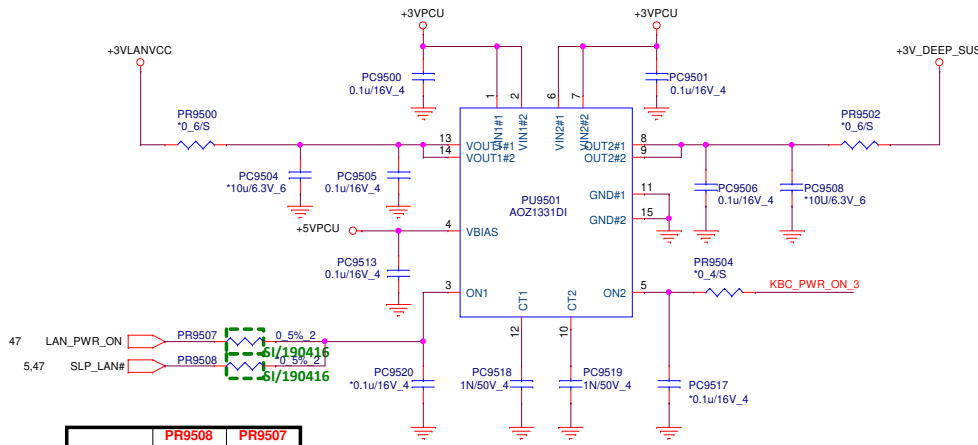 +3VPCU
+3VPCU
+3VLANVCC
+3V_DEEP_SUS
PC9500
0.1u/16V_4
PC9501
0.1u/16V_4
1
2
6
7
VIN1#1
VIN1#2
VIN2#1
VIN2#2
PR9500
*0_6/S
PR9502
*0_6/S
13
14
VOUT1#1
VOUT1#2
8
9
OUT2#1
OUT2#2
PC9504
*10u/6.3V_6
PC9505
0.1u/16V_4
PU9501
AOZ1331DI
GND#1
11
GND#2
15
PC9506
0.1u/16V_4
PC9508
*10U/6.3V_6
+5VPCU
4
VBIAS
PC9513
0.1u/16V_4
PR9504
*0_4/S
KBC_PWR_ON_3
3
ON1
CT1
CT2
ON2
5
12
10
47
LAN_PWR_ON
PR9507
0_5%_2
SI/190416
5,47
SLP_LAN#
PR9508
*0_5%_2
SI/190416
PC9520
*0.1u/16V_4
PC9518
1N/50V_4
PC9519
1N/50V_4
PC9517
*0.1u/16V_4
PR9508
PR9507